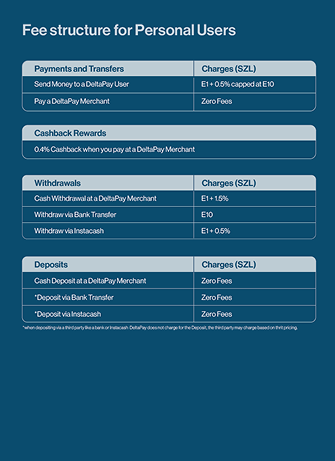 Fee structure for Personal Users
Payments and Transfers Charges (SZL)
Send Money to a DeltaPay User E1 + 0.5% capped at E10
Pay a DeltaPay Merchant Zero Fees
Cashback Rewards
0.4% Cashback when you pay at a DeltaPay Merchant
Withdrawals Charges (SZL)
Cash Withdrawal at a DeltaPay Merchant E1 + 1.5%
Withdraw via Bank Transfer E10
Withdraw via Instacash E1 + 0.5%
Deposits Charges (SZL)
Cash Deposit at a DeltaPay Merchant Zero Fees
*Deposit via Bank Transfer Zero Fees
*Deposit via Instacash Zero Fees
*when depositing via a third party like a bank or Instacash DeltaPay does not charge for the Deposit, the third party may charge based on pricing.